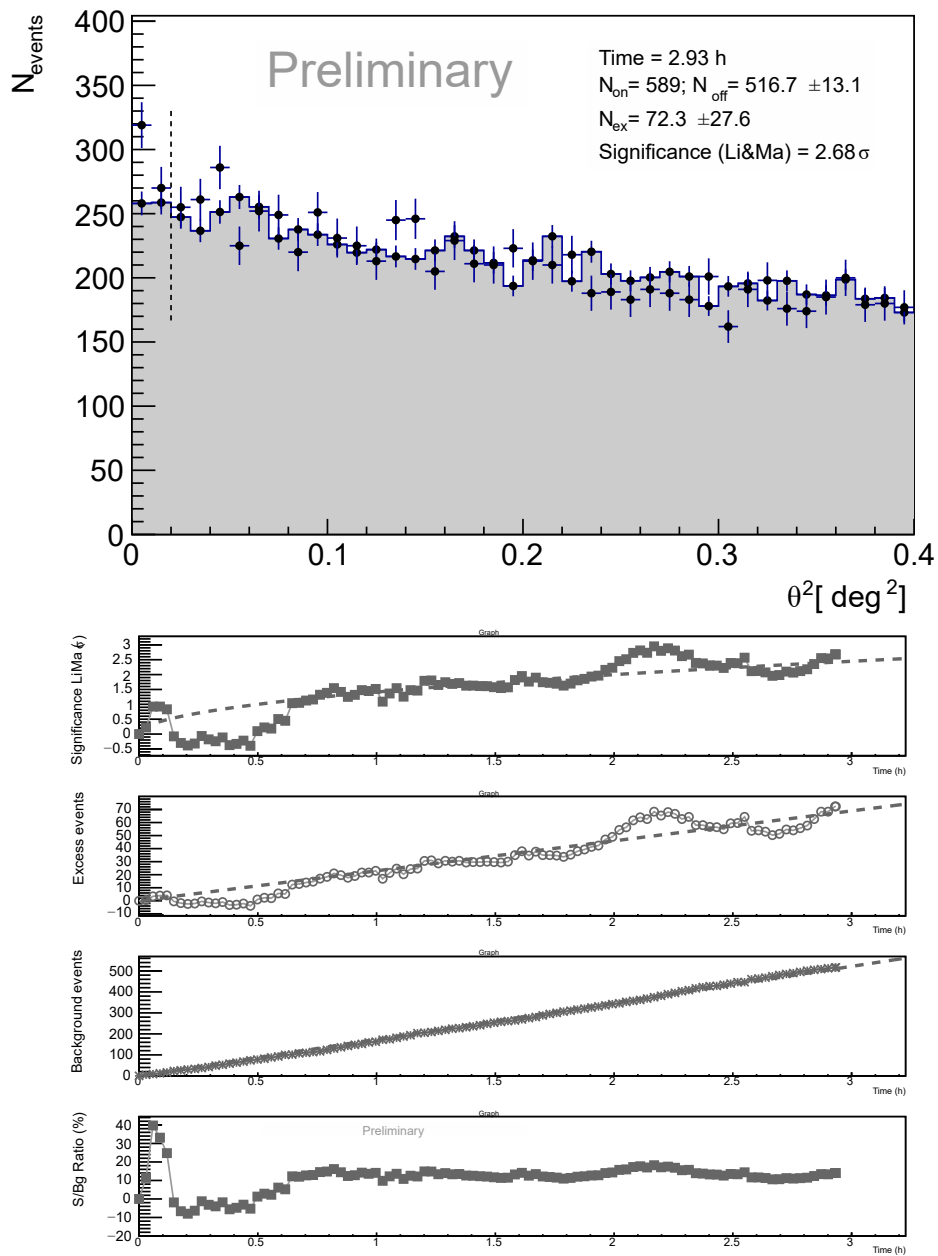 400
350
300
250
200
150
100
50
0
N events
Preliminary
Time = 2.93 h
Non= 589; N off= 516.7 ±13.1
Nex= 72.3 ±27.6
Significance (Li&Ma) = 2.68σ
0 0.1 0.2 0.3 0.4
θ²[ deg²]
Graph
Significance LiMa (σ)
3
2.5
2
1.5
1
0.5
0
−0.5
0 0.5 1 1.5 2 2.5 3
Time (h)
Graph
Excess events
70
60
50
40
30
20
10
0
−10
0 0.5 1 1.5 2 2.5 3
Time (h)
Graph
Background events
500
400
300
200
100
0
0 0.5 1 1.5 2 2.5 3
Time (h)
Graph
Preliminary
S/Bg Ratio (%)
40
30
20
10
0
−10
−20
0 0.5 1 1.5 2 2.5 3
Time (h)